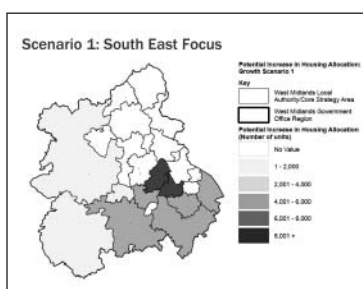 Scenario 1: South East Focus
Potential Increase in Housing Allocation:
Growth Scenario 1
Key
West Midlands Local
Authority/Core Strategy Area
West Midlands Government
Office Region
Potential Increase in Housing Allocation
(Number of units)
No Value
1 - 2,000
2,001 - 4,000
4,001 - 6,000
6,001 - 8,000
8,001 +